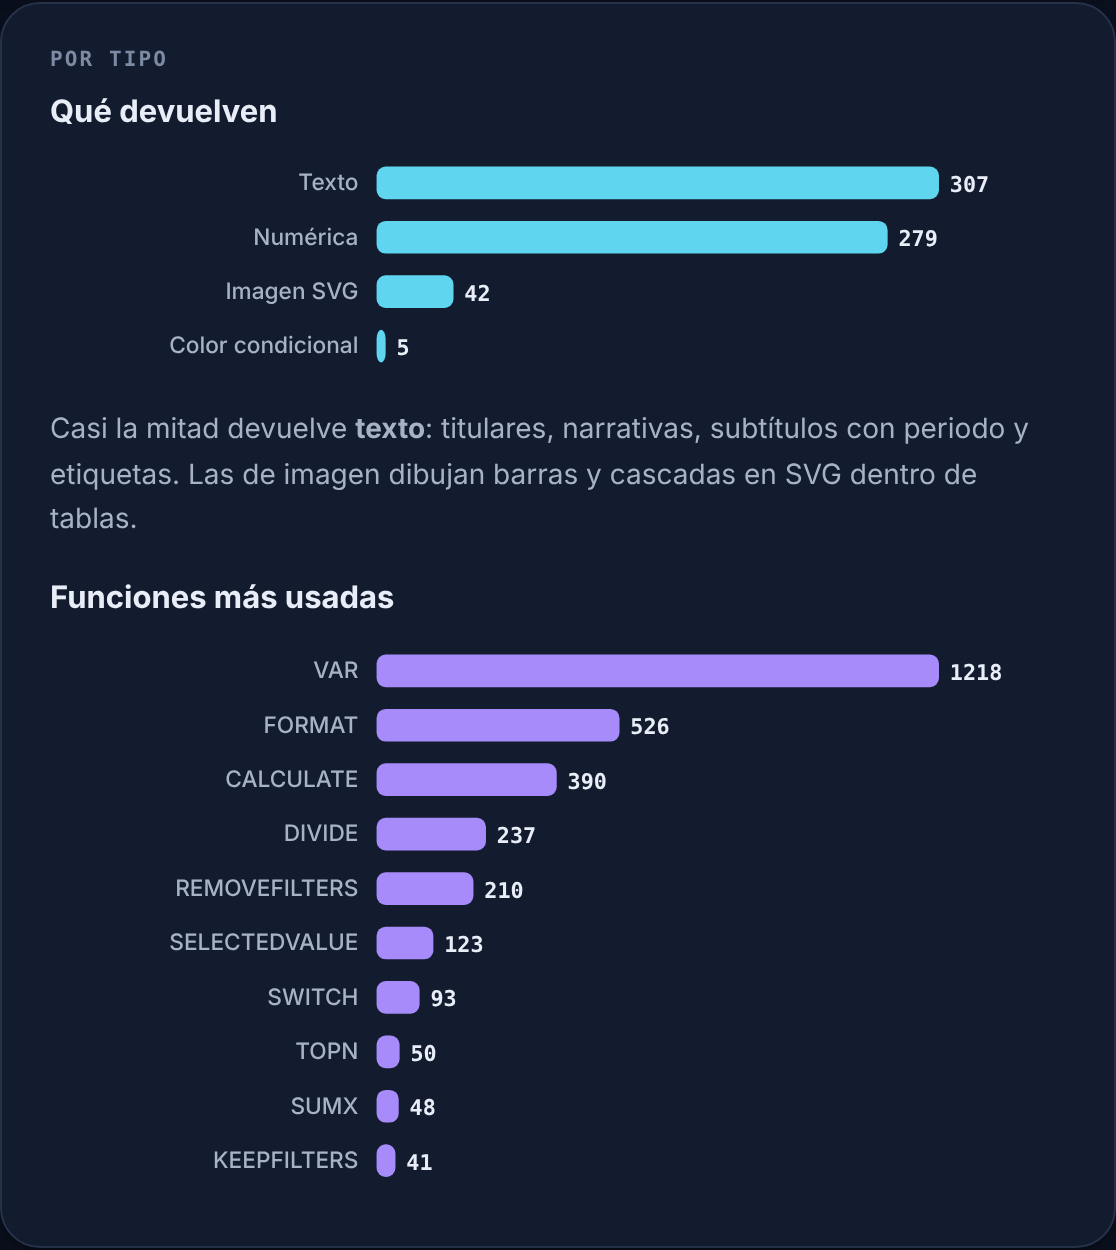 POR TIPO
Qué devuelven
Texto 307
Numérica 279
Imagen SVG 42
Color condicional 5
Casi la mitad devuelve texto: titulares, narrativas, subtítulos con periodo y
etiquetas. Las de imagen dibujan barras y cascadas en SVG dentro de
tablas.
Funciones más usadas
VAR 1218
FORMAT 526
CALCULATE 390
DIVIDE 237
REMOVEFILTERS 210
SELECTEDVALUE 123
SWITCH 93
TOPN 50
SUMX 48
KEEPFILTERS 41